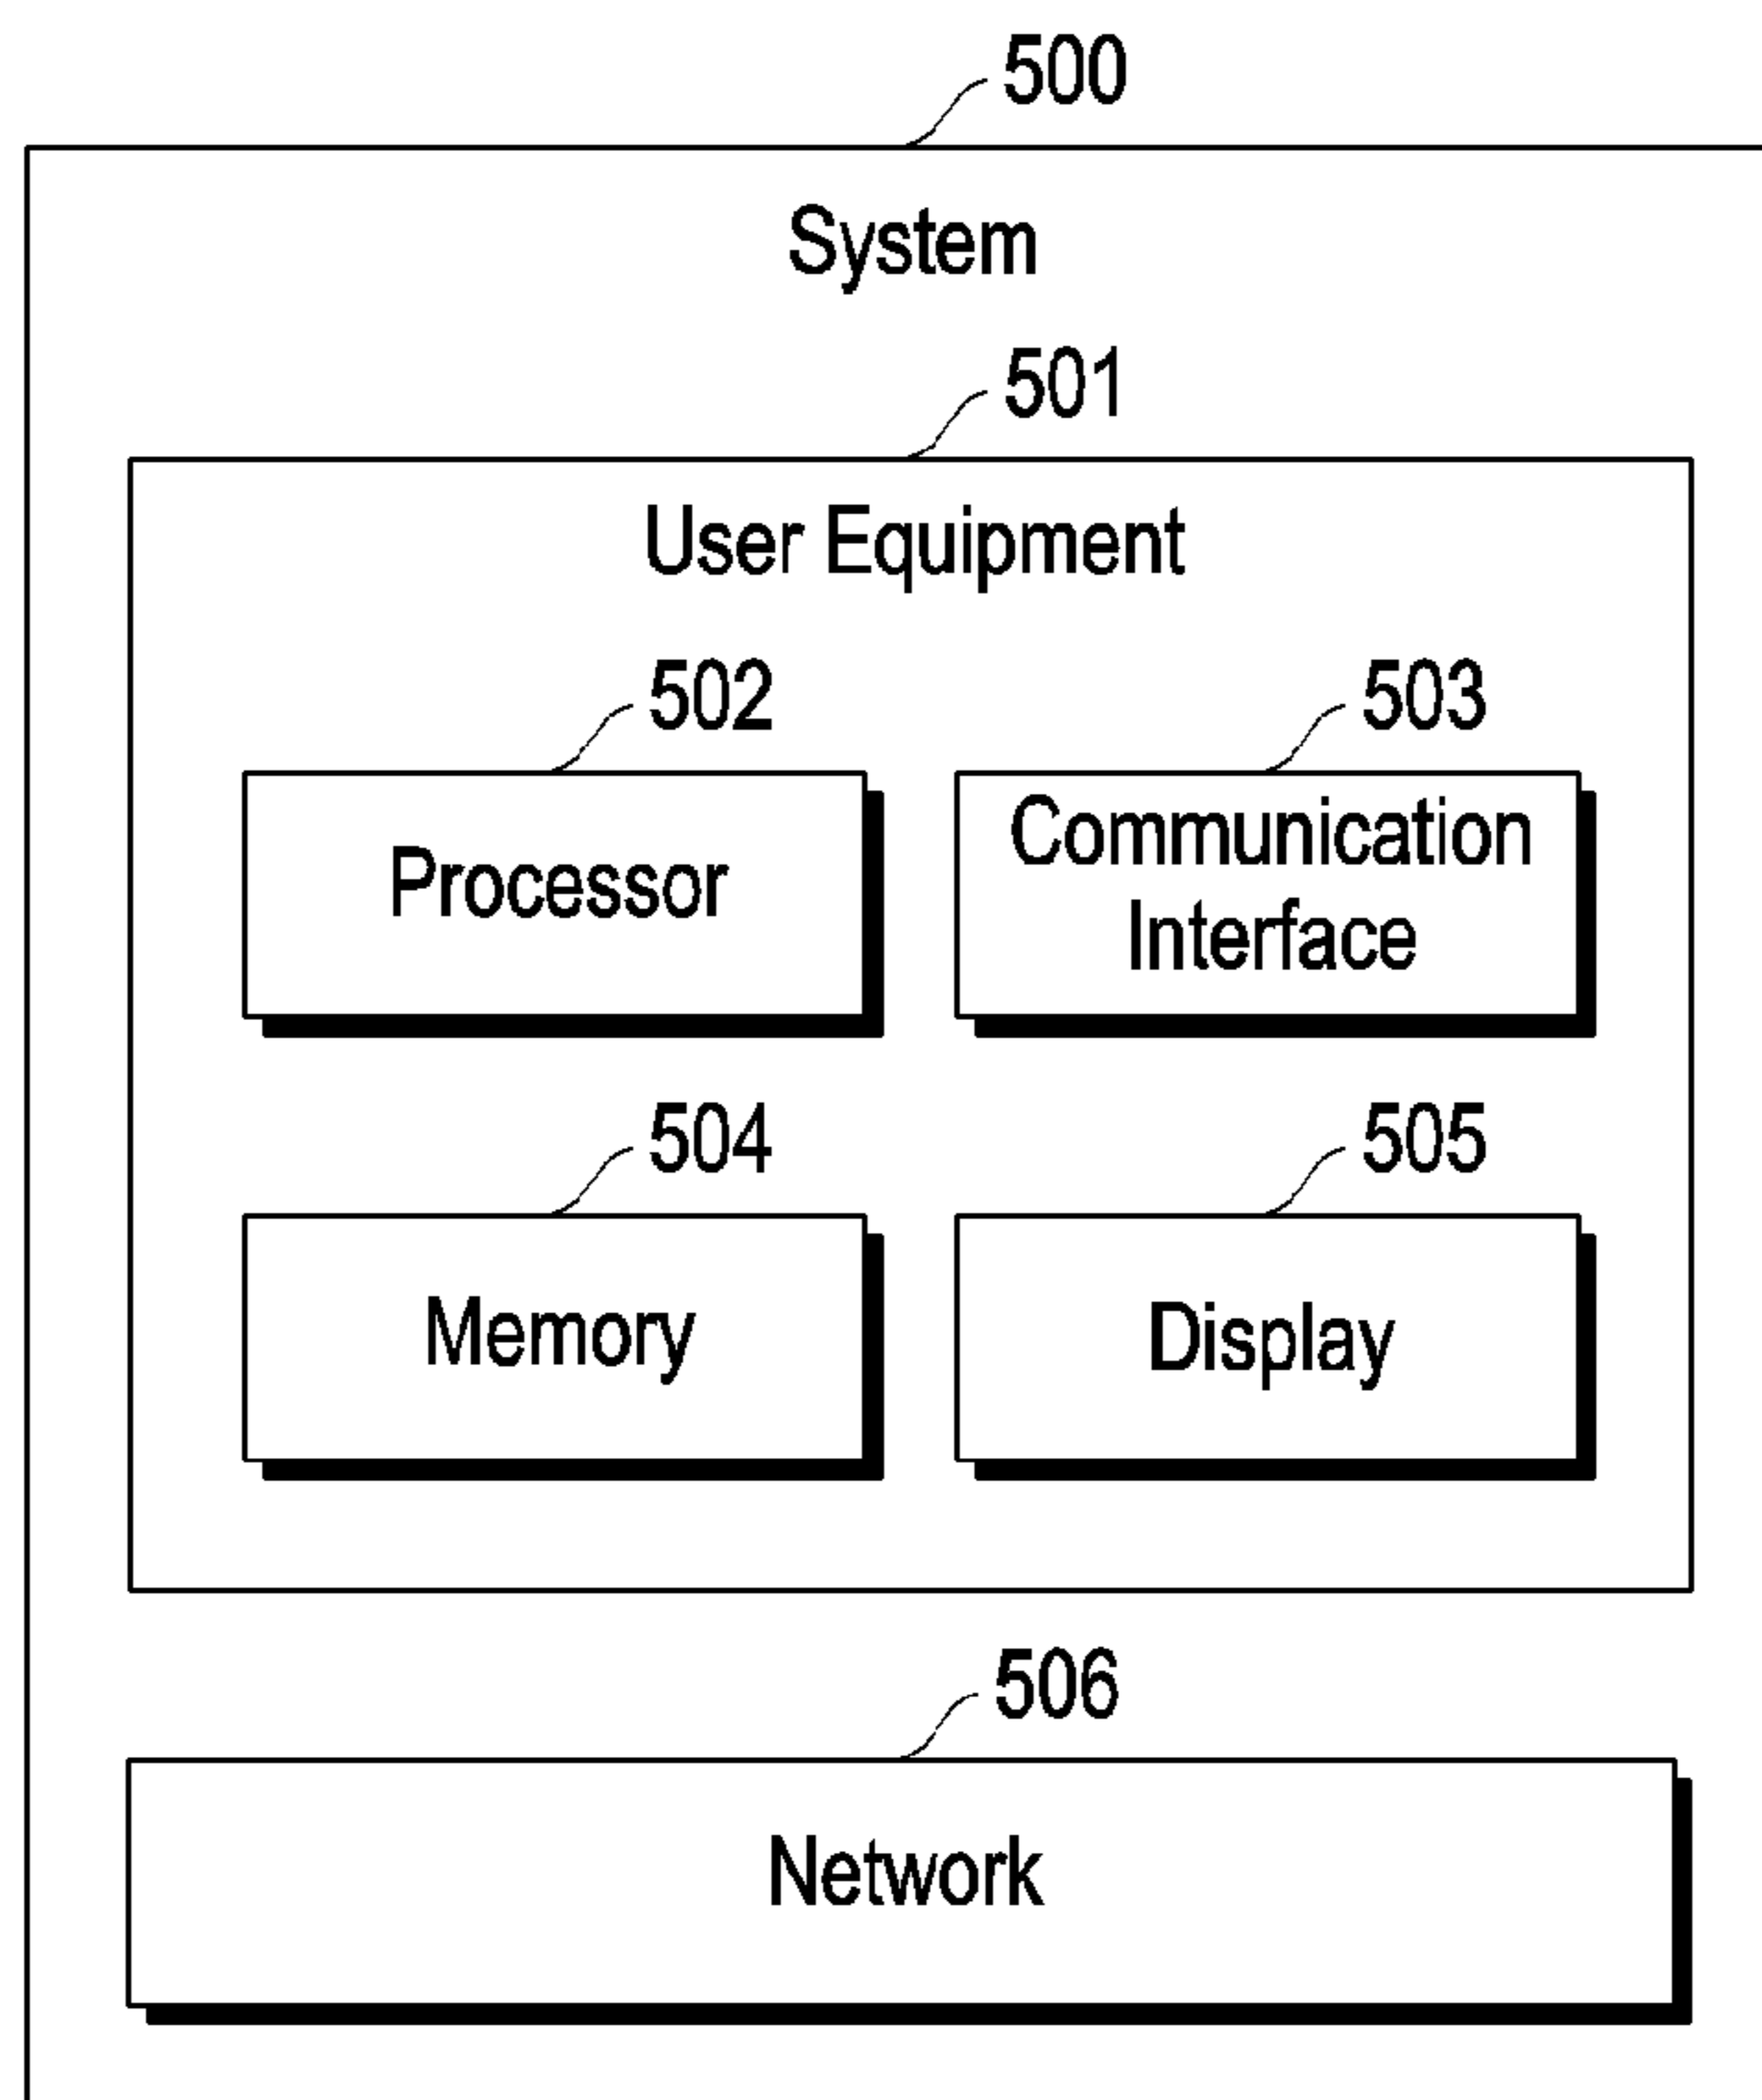 500
System
501
User Equipment
502
503
Processor
Communication
Interface
504
505
Memory
Display
506
Network